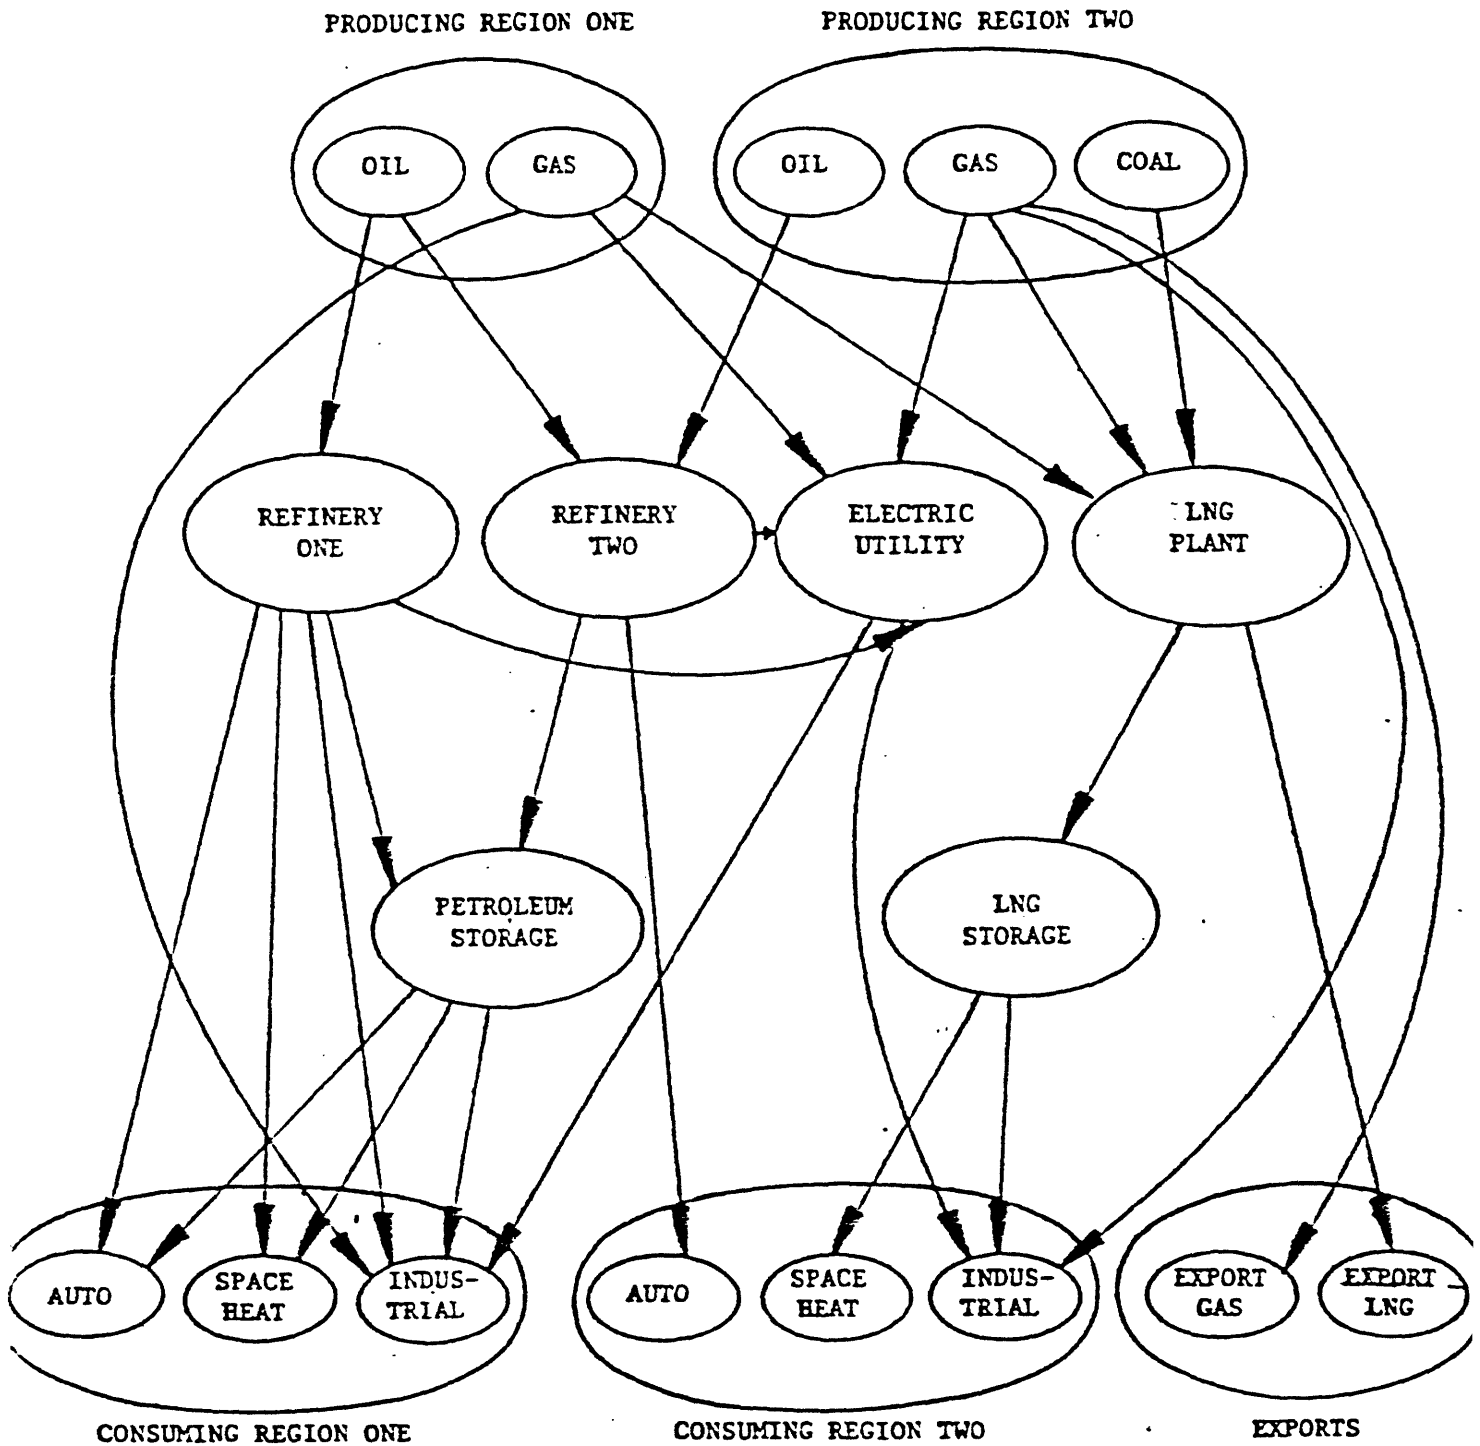 PRODUCING REGION ONE
PRODUCING REGION TWO
OIL
GAS
OIL
GAS
COAL
REFINERY
ONE
REFINERY
TWO
ELECTRIC
UTILITY
LNG
PLANT
PETROLEUM
STORAGE
LNG
STORAGE
AUTO
SPACE
HEAT
INDUS-
TRIAL
AUTO
SPACE
HEAT
INDUS-
TRIAL
EXPORT
GAS
EXPORT
LNG
CONSUMING REGION ONE
CONSUMING REGION TWO
EXPORTS